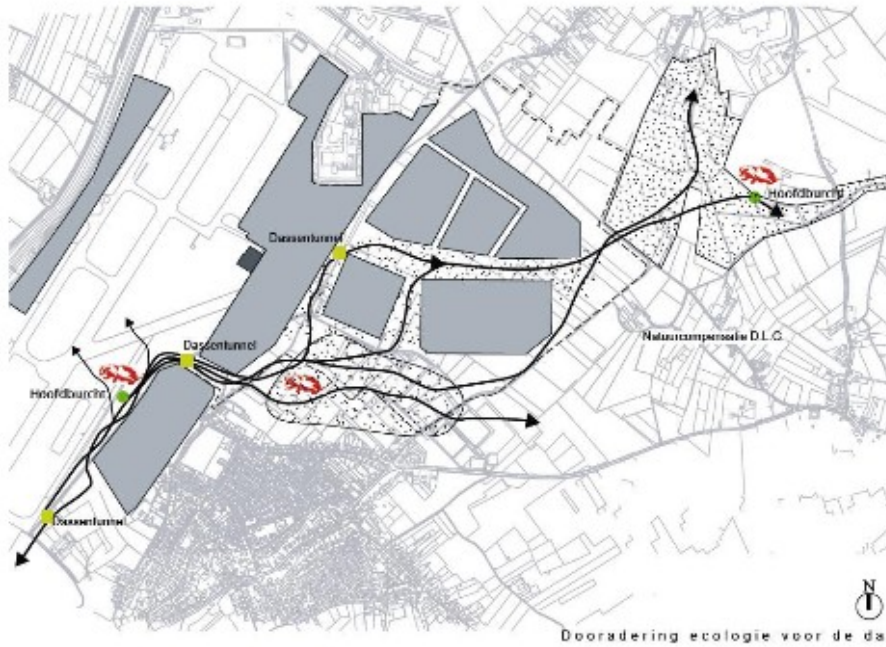 Hoofdburcht
Dassentunnel
Natuurcompensatie D.L.G.
Dassentunnel
Hoofdburcht
Dassentunnel
Dooradering ecologie voor de da